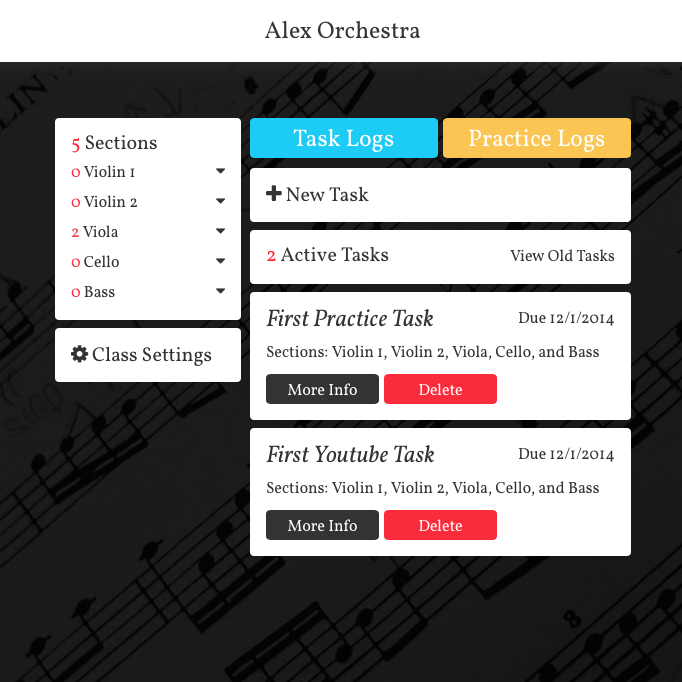 Alex Orchestra
5 Sections
0 Violin 1
0 Violin 2
2 Viola
0 Cello
0 Bass
Class Settings
Task Logs
Practice Logs
New Task
2 Active Tasks
View Old Tasks
First Practice Task
Due 12/1/2014
Sections: Violin 1, Violin 2, Viola, Cello, and Bass
More Info
Delete
First Youtube Task
Due 12/1/2014
Sections: Violin 1, Violin 2, Viola, Cello, and Bass
More Info
Delete
8